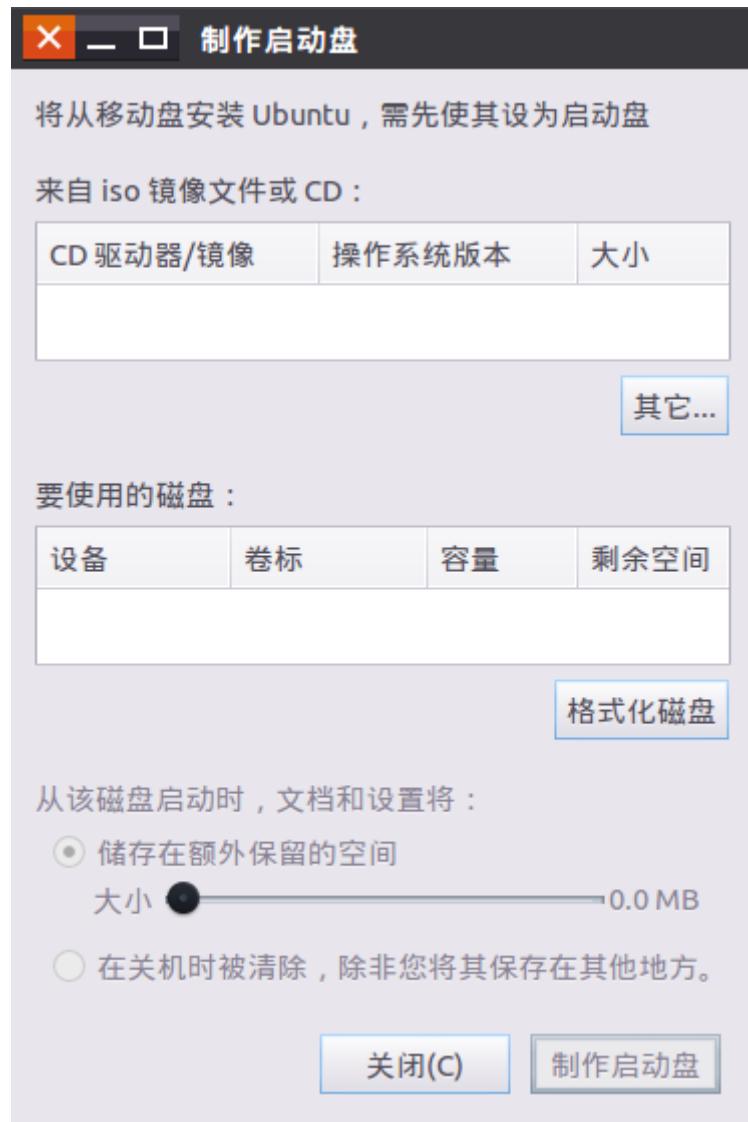 制作启动盘
将从移动盘安装 Ubuntu，需先使其设为启动盘
来自 iso 镜像文件或 CD：
CD 驱动器/镜像 操作系统版本 大小
其它...
要使用的磁盘：
设备 卷标 容量 剩余空间
格式化磁盘
从该磁盘启动时，文档和设置将：
储存在额外保留的空间
大小 0.0 MB
在关机时被清除，除非您将其保存在其他地方。
关闭(C) 制作启动盘